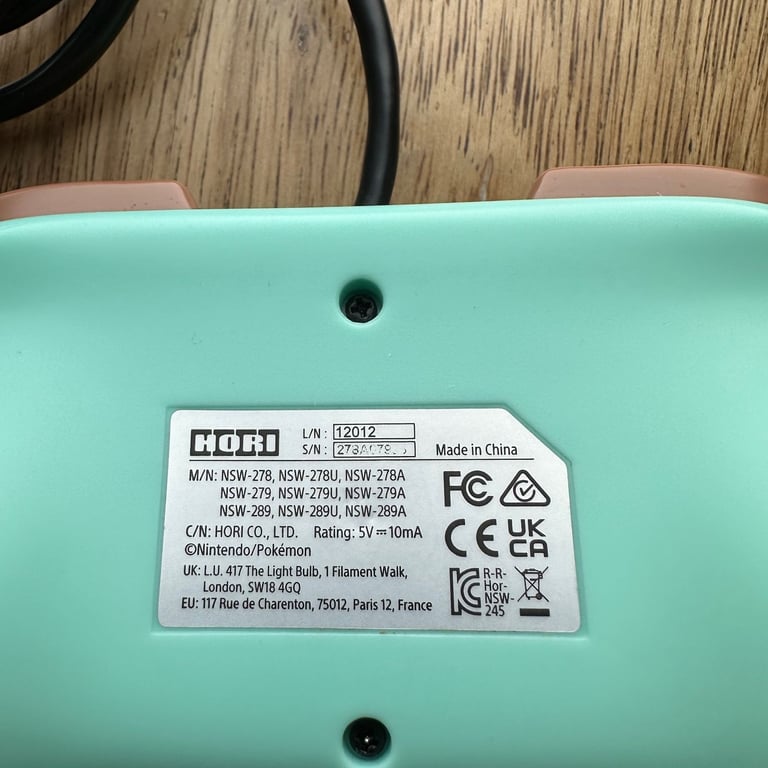 HORI
L/N : 12012
S/N :
Made in China
M/N: NSW-278, NSW-278U, NSW-278A
NSW-279, NSW-279U, NSW-279A
NSW-289, NSW-289U, NSW-289A
C/N: HORI CO., LTD. Rating: 5V⎓10mA
©Nintendo/Pokémon
UK: L.U. 417 The Light Bulb, 1 Filament Walk,
London, SW18 4GQ
EU: 117 Rue de Charenton, 75012, Paris 12, France
FC
CE
UK
CA
KC
R-R-
Hor-
NSW-
245